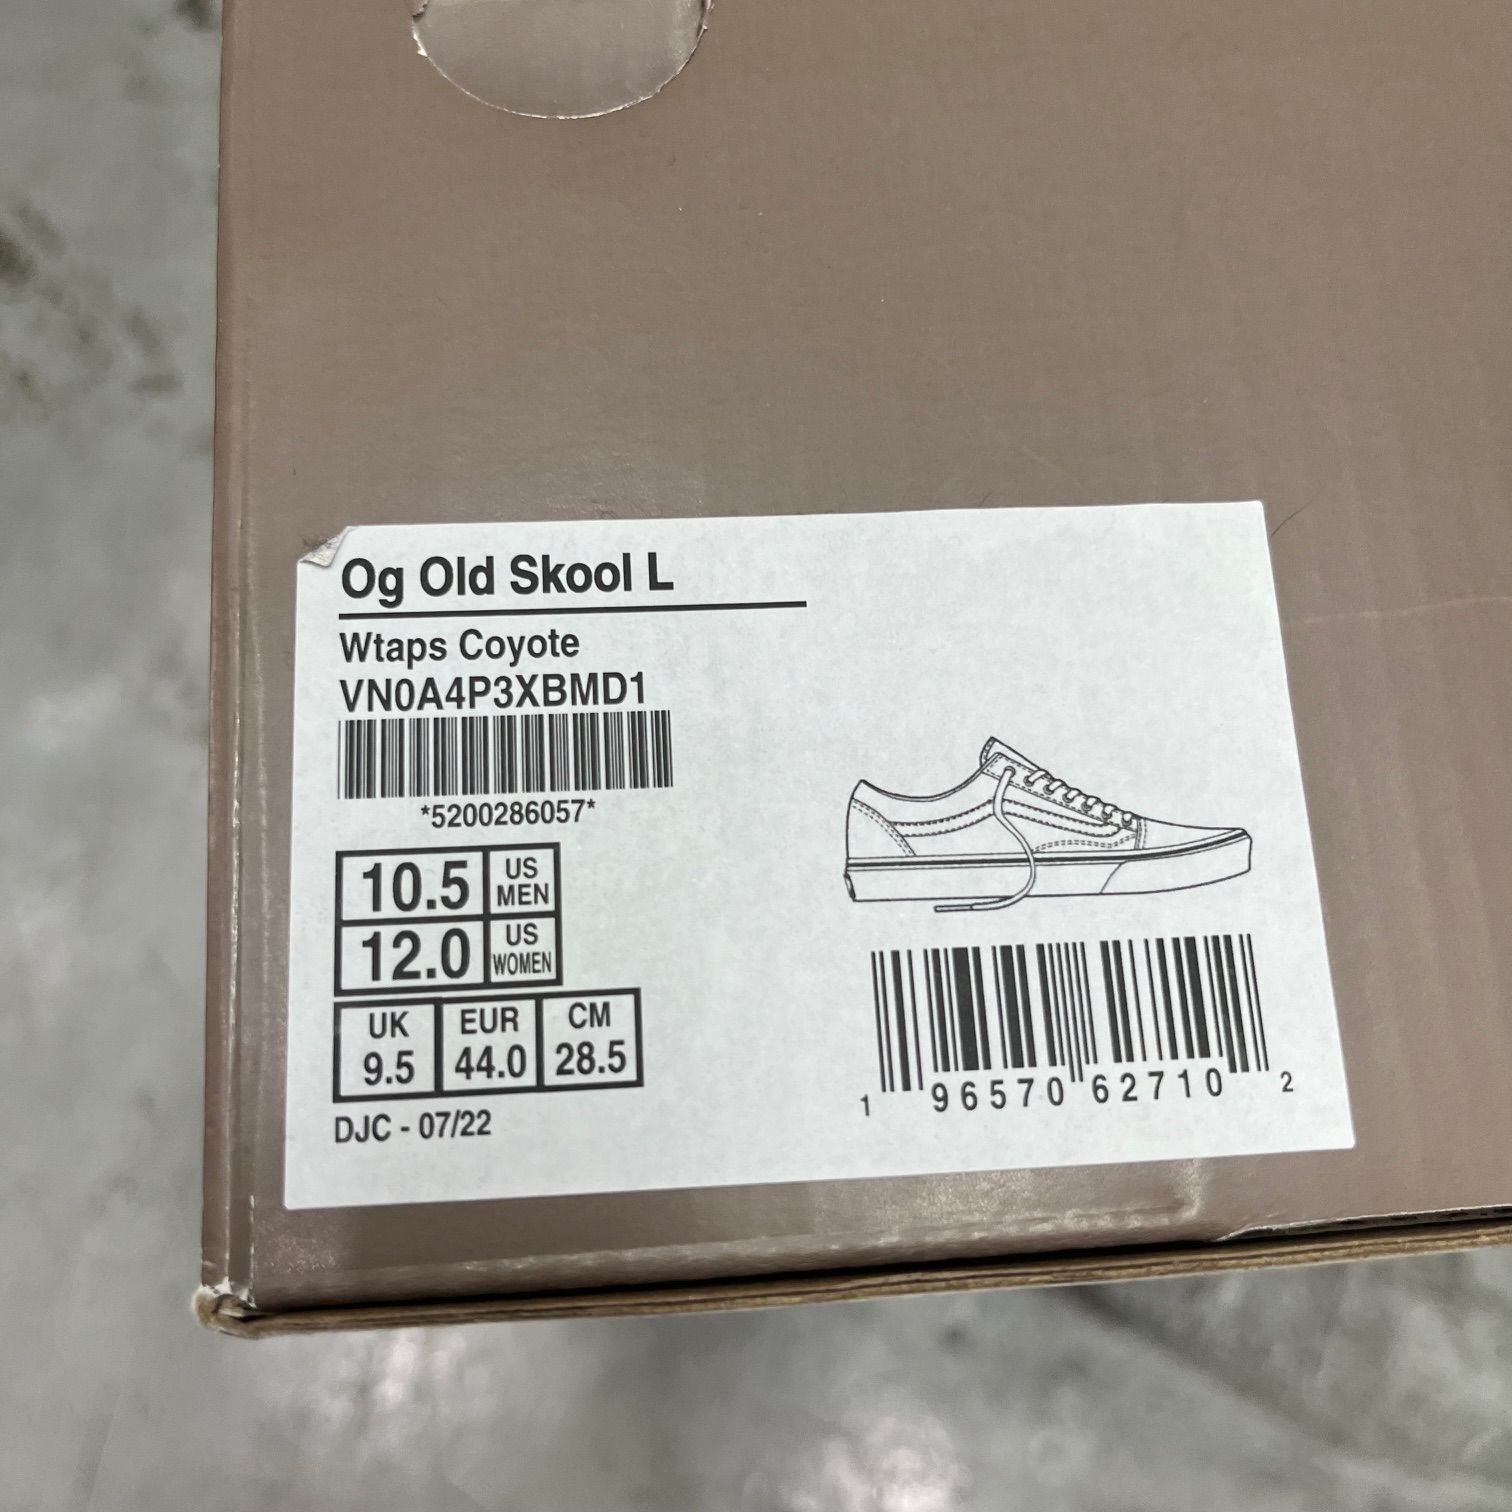 Og Old Skool L
Wtaps Coyote
VN0A4P3XBMD1
*5200286057*
10.5 US MEN
12.0 US WOMEN
UK EUR CM
9.5 44.0 28.5
DJC - 07/22
1 96570 62710 2